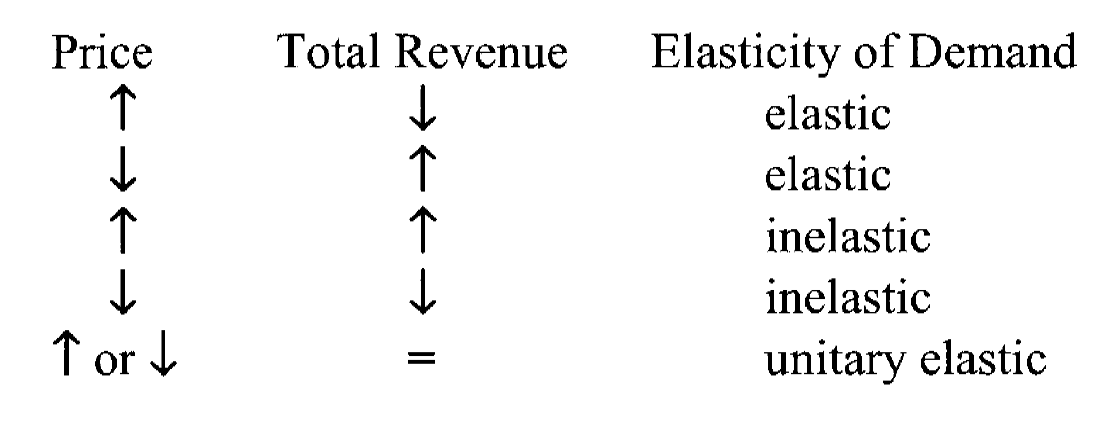 Price Total Revenue Elasticity of Demand
↑ ↓ elastic
↓ ↑ elastic
↑ ↑ inelastic
↓ ↓ inelastic
↑ or ↓ = unitary elastic